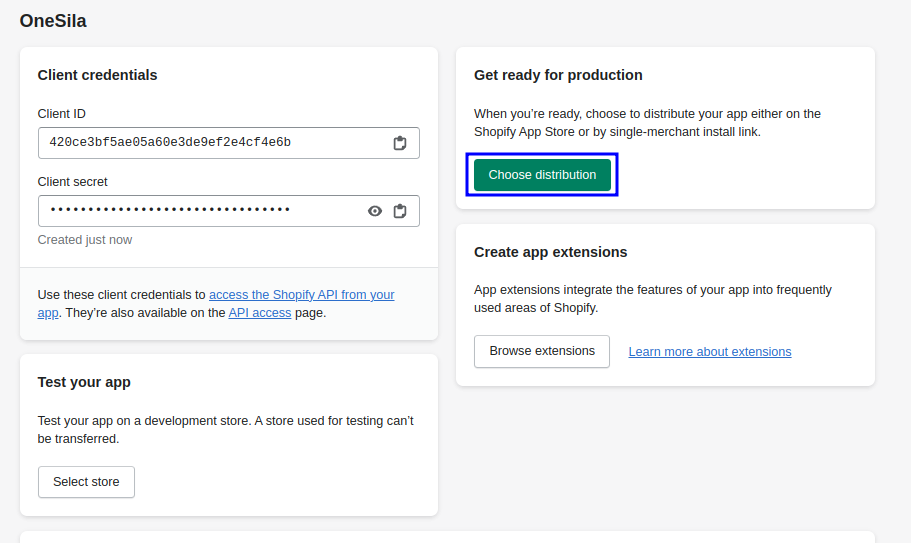 OneSila
Client credentials
Client ID
420ce3bf5ae05a60e3de9ef2e4cf4e6b
Client secret
••••••••••••••••••••••••••••••••
Created just now
Use these client credentials to access the Shopify API from your
app. They’re also available on the API access page.
Test your app
Test your app on a development store. A store used for testing can’t
be transferred.
Select store
Get ready for production
When you’re ready, choose to distribute your app either on the
Shopify App Store or by single-merchant install link.
Choose distribution
Create app extensions
App extensions integrate the features of your app into frequently
used areas of Shopify.
Browse extensions
Learn more about extensions